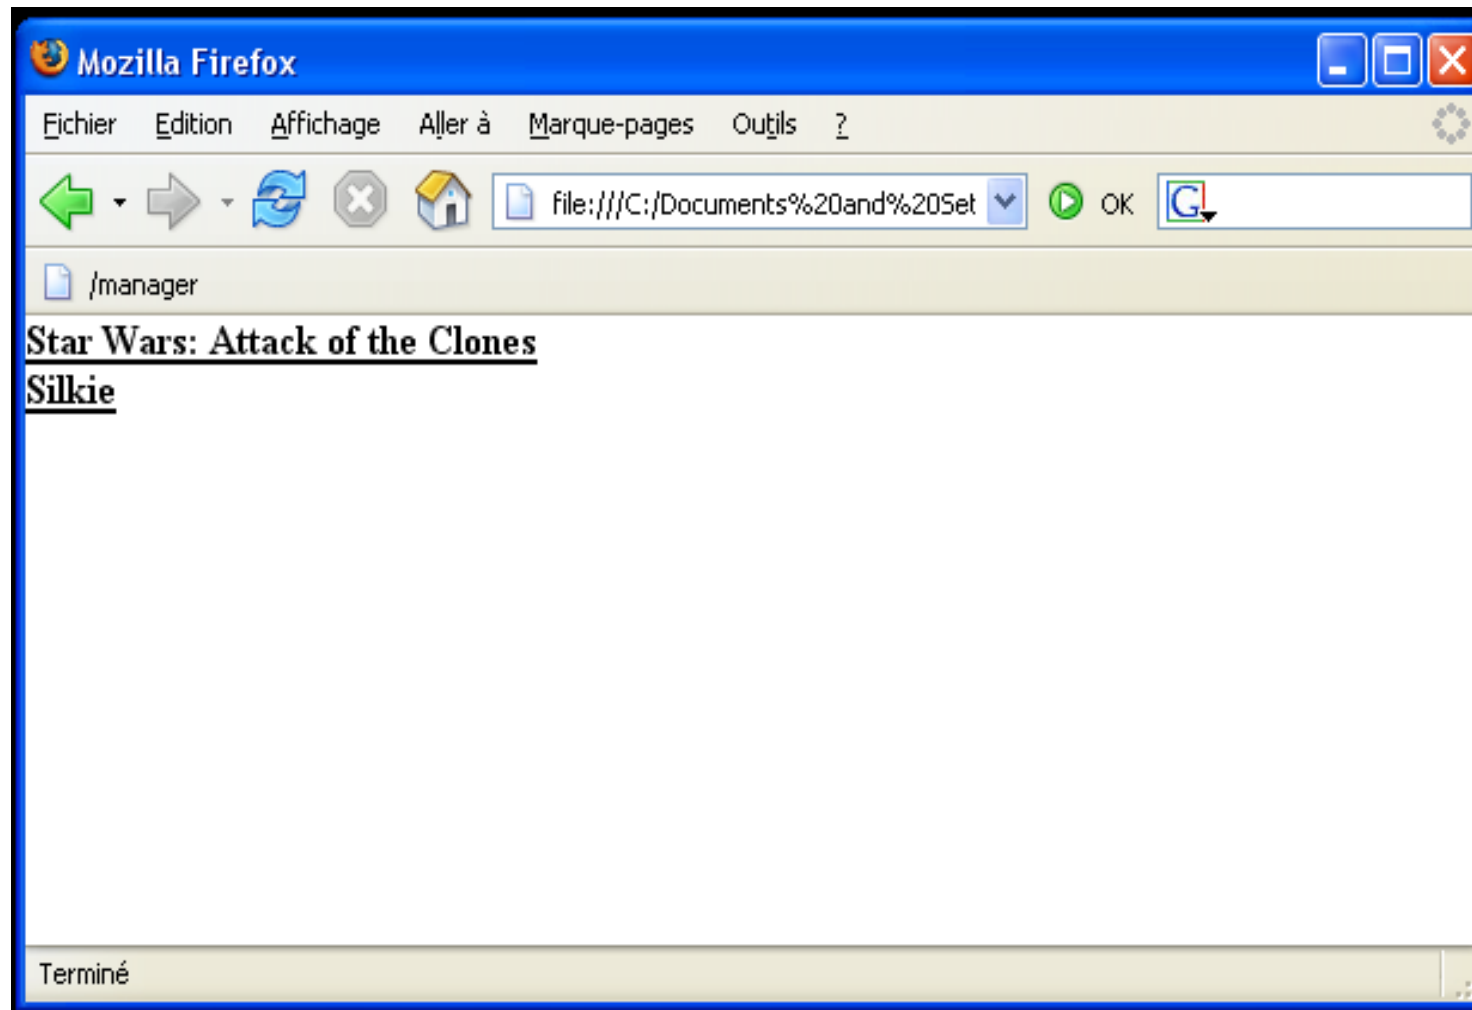 Mozilla Firefox
Fichier Edition Affichage Aller à Marque-pages Outils ?
file:///C:/Documents%20and%20Set OK G
/manager
Star Wars: Attack of the Clones
Silkie
Terminé